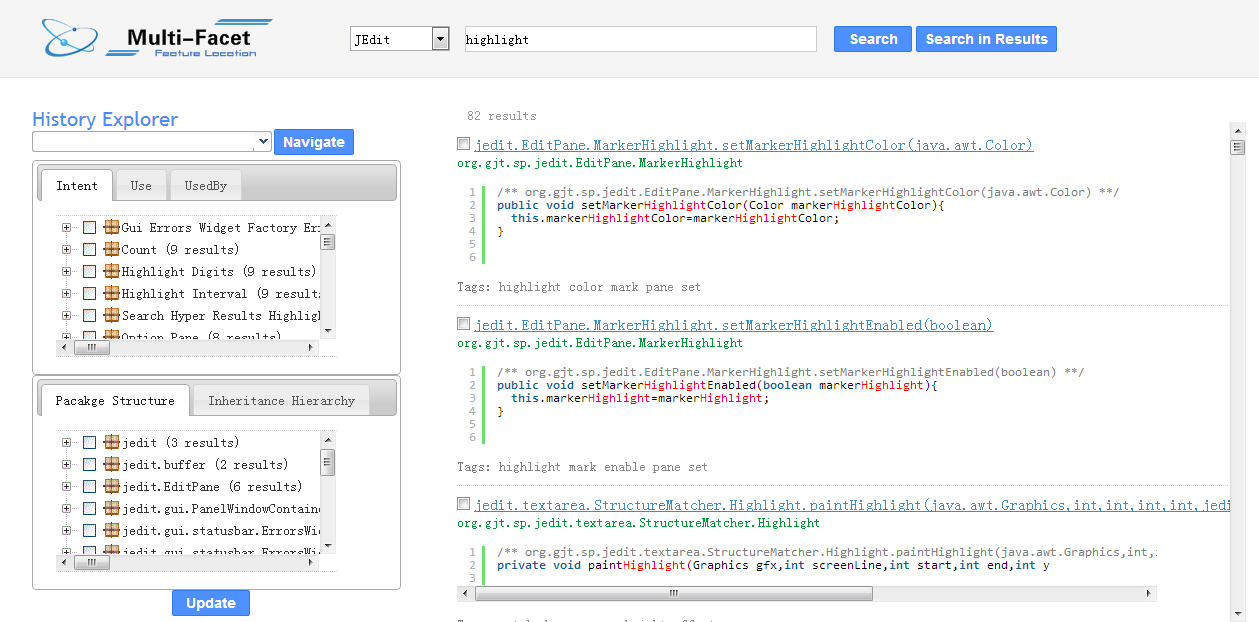 Multi-Facet
Feature Location
JEdit
highlight
Search
Search in Results
History Explorer
Navigate
Intent
Use
UsedBy
Gui Errors Widget Factory
Count (9 results)
Highlight Digits (9 results)
Highlight Interval (9
Search Hyper Results
Option Pane (8 results)
Pacakge Structure
Inheritance Hierarchy
jedit (3 results)
jedit.buffer (2 results)
jedit.EditPane (6 results)
jedit.gui.PanelWindowContain
jedit.gui.statusbar.ErrorsWi
jedit.gui.statusbar.ErrorsWi
Update
82 results
jedit.EditPane.MarkerHighlight.setMarkerHighlightColor(java.awt.Color)
org.gjt.sp.jedit.EditPane.MarkerHighlight
1 /** org.gjt.sp.jedit.EditPane.MarkerHighlight.setMarkerHighlightColor(java.awt.Color) **/
2 public void setMarkerHighlightColor(Color markerHighlightColor){
3 this.markerHighlightColor=markerHighlightColor;
4 }
5
6
Tags: highlight color mark pane set
jedit.EditPane.MarkerHighlight.setMarkerHighlightEnabled(boolean)
org.gjt.sp.jedit.EditPane.MarkerHighlight
1 /** org.gjt.sp.jedit.EditPane.MarkerHighlight.setMarkerHighlightEnabled(boolean) **/
2 public void setMarkerHighlightEnabled(boolean markerHighlight){
3 this.markerHighlight=markerHighlight;
4 }
5
6
Tags: highlight mark enable pane set
jedit.textarea.StructureMatcher.Highlight.paintHighlight(java.awt.Graphics,int,int,int,int,jedi
org.gjt.sp.jedit.textarea.StructureMatcher.Highlight
1 /** org.gjt.sp.jedit.textarea.StructureMatcher.Highlight.paintHighlight(java.awt.Graphics,int,
2 private void paintHighlight(Graphics gfx,int screenLine,int start,int end,int y
3